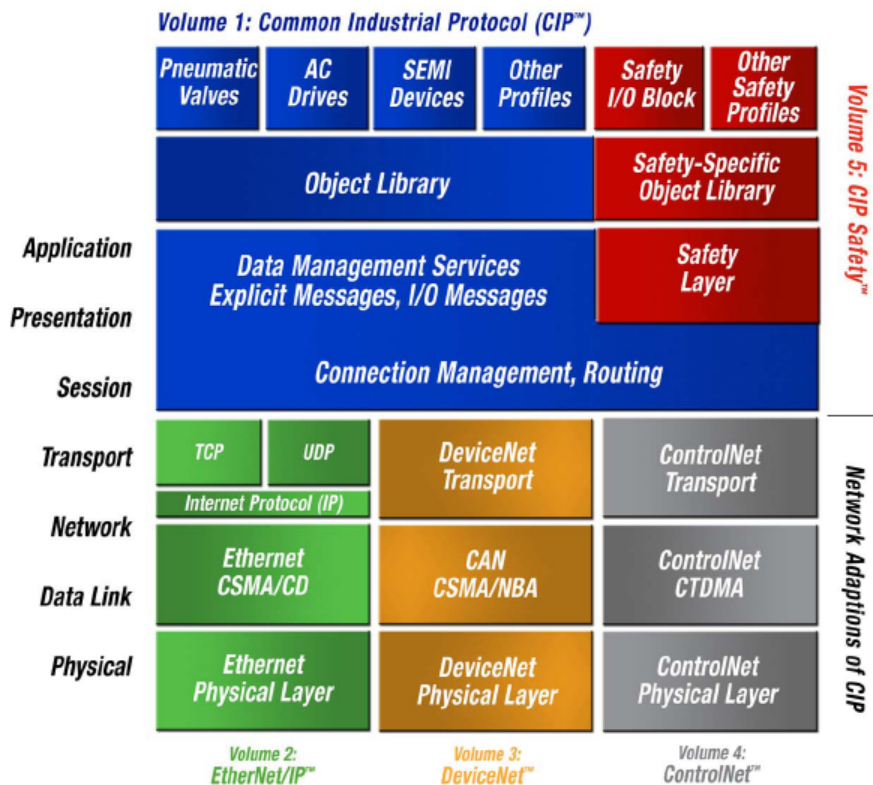 Volume 1: Common Industrial Protocol (CIP™)
Pneumatic
Valves
AC
Drives
SEMI
Devices
Other
Profiles
Safety
I/O Block
Other
Safety
Profiles
Object Library
Safety-Specific
Object Library
Volume 5: CIP Safety™
Application
Presentation
Session
Data Management Services
Explicit Messages, I/O Messages
Safety
Layer
Connection Management, Routing
Transport
Network
Data Link
Physical
TCP
UDP
Internet Protocol (IP)
DeviceNet
Transport
ControlNet
Transport
Ethernet
CSMA/CD
CAN
CSMA/NBA
ControlNet
CTDMA
Ethernet
Physical Layer
DeviceNet
Physical Layer
ControlNet
Physical Layer
Network Adaptions of CIP
Volume 2:
EtherNet/IP™
Volume 3:
DeviceNet™
Volume 4:
ControlNet™